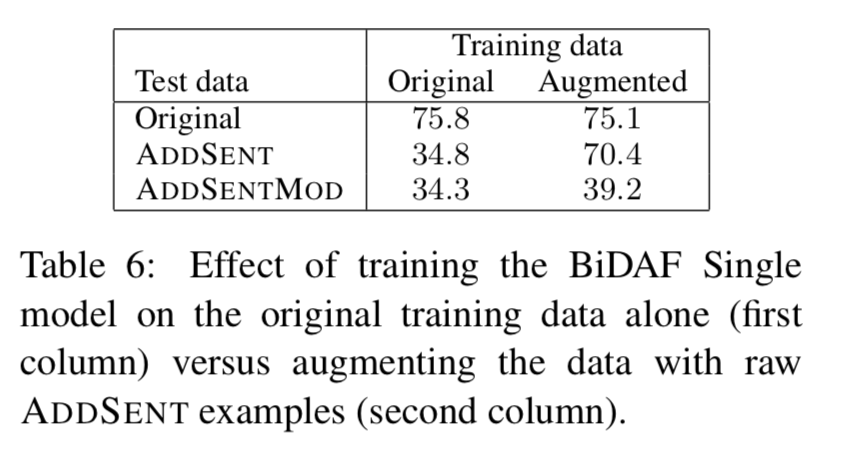 Training data
Test data Original Augmented
Original 75.8 75.1
ADDSENT 34.8 70.4
ADDSENTMOD 34.3 39.2
Table 6: Effect of training the BiDAF Single
model on the original training data alone (first
column) versus augmenting the data with raw
ADDSENT examples (second column).